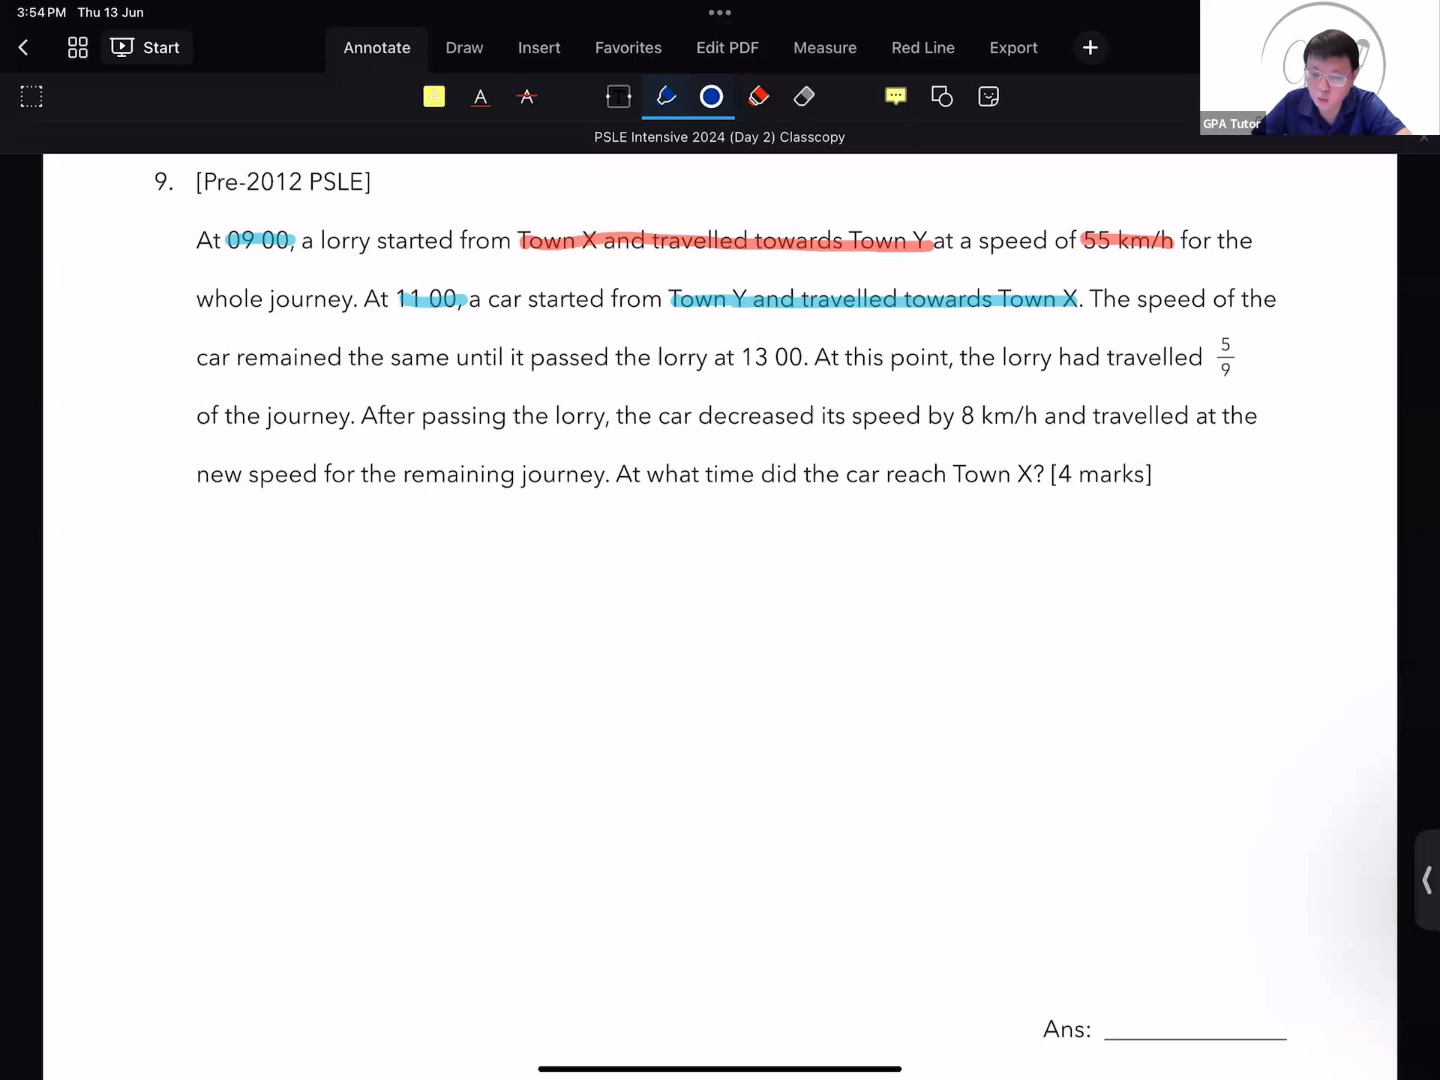 3:54 PM Thu 13 Jun
Start
Annotate Draw Insert Favorites Edit PDF Measure Red Line Export
PSLE Intensive 2024 (Day 2) Classcopy
GPA Tutor
9. [Pre-2012 PSLE]
At 09 00, a lorry started from Town X and travelled towards Town Y at a speed of 55 km/h for the
whole journey. At 11 00, a car started from Town Y and travelled towards Town X. The speed of the
car remained the same until it passed the lorry at 13 00. At this point, the lorry had travelled 5/9
of the journey. After passing the lorry, the car decreased its speed by 8 km/h and travelled at the
new speed for the remaining journey. At what time did the car reach Town X? [4 marks]
Ans: